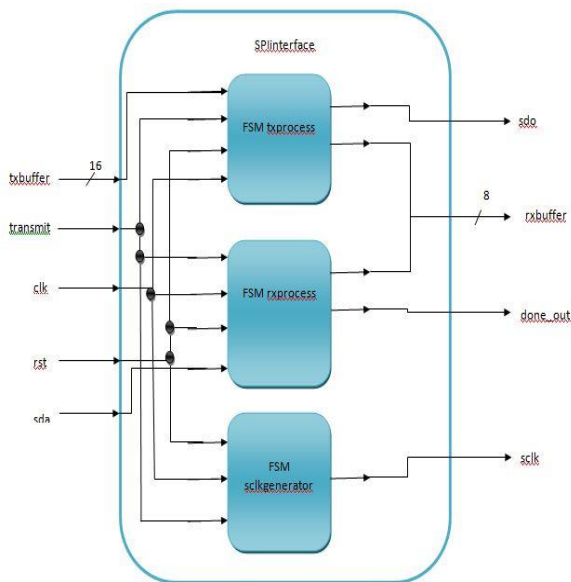 SPIinterface
FSM txprocess
sdo
16
txbuffer
8
rxbuffer
transmit
clk
FSM rxprocess
done_out
rst
sda
FSM
sclkgenerator
sclk